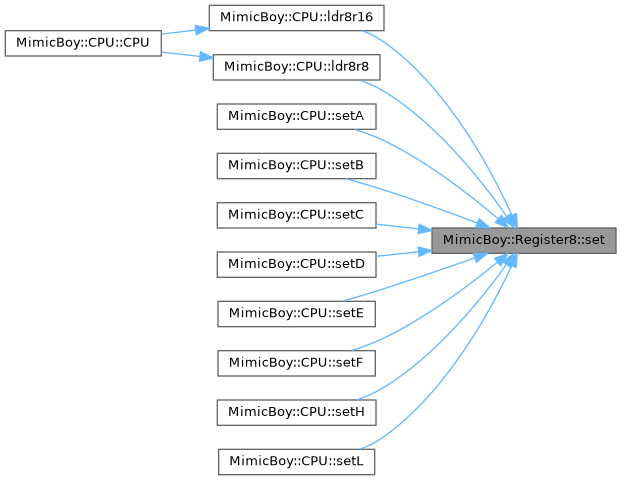 MimicBoy::CPU::ldr8r16
MimicBoy::CPU::CPU
MimicBoy::CPU::ldr8r8
MimicBoy::CPU::setA
MimicBoy::CPU::setB
MimicBoy::CPU::setC
MimicBoy::Register8::set
MimicBoy::CPU::setD
MimicBoy::CPU::setE
MimicBoy::CPU::setF
MimicBoy::CPU::setH
MimicBoy::CPU::setL